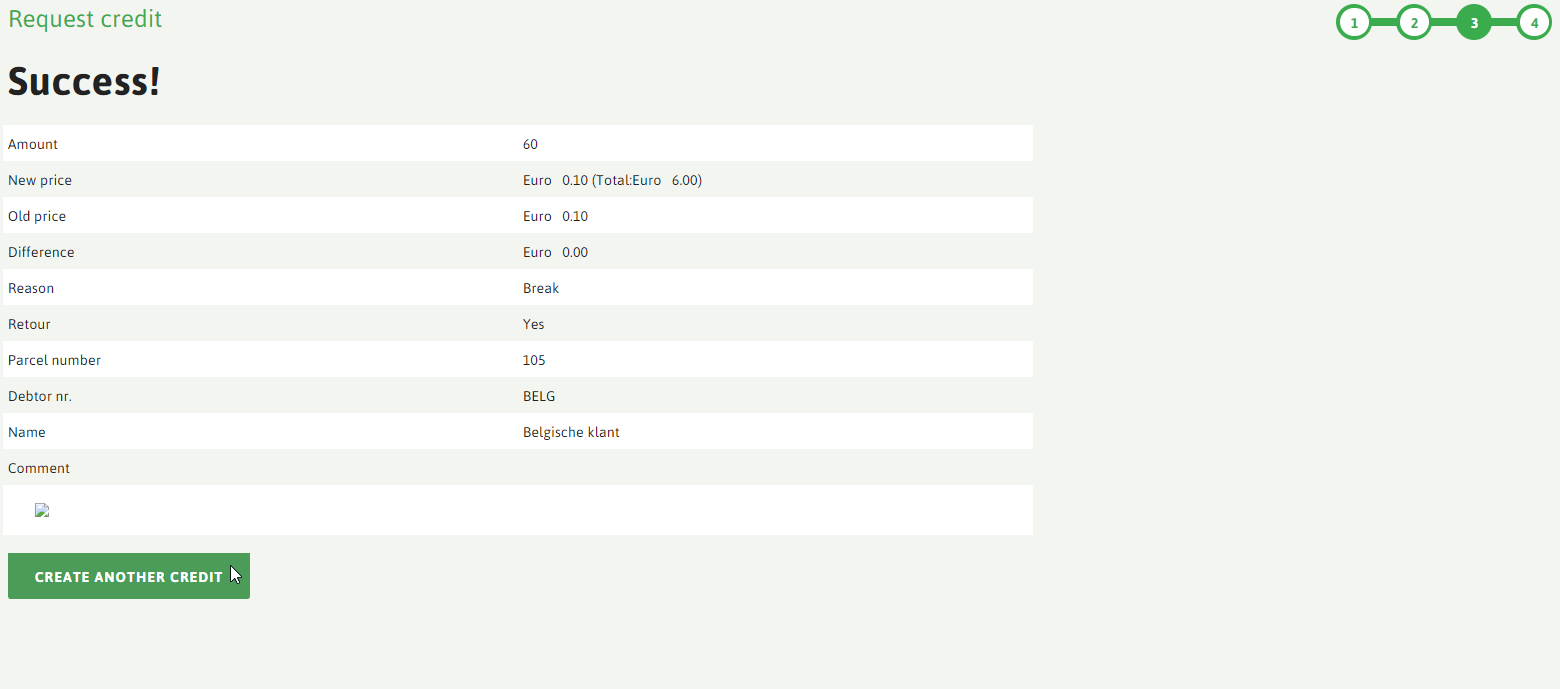 Request credit
1 2 3 4
Success!
Amount 60
New price Euro 0.10 (Total:Euro 6.00)
Old price Euro 0.10
Difference Euro 0.00
Reason Break
Retour Yes
Parcel number 105
Debtor nr. BELG
Name Belgische klant
Comment
CREATE ANOTHER CREDIT